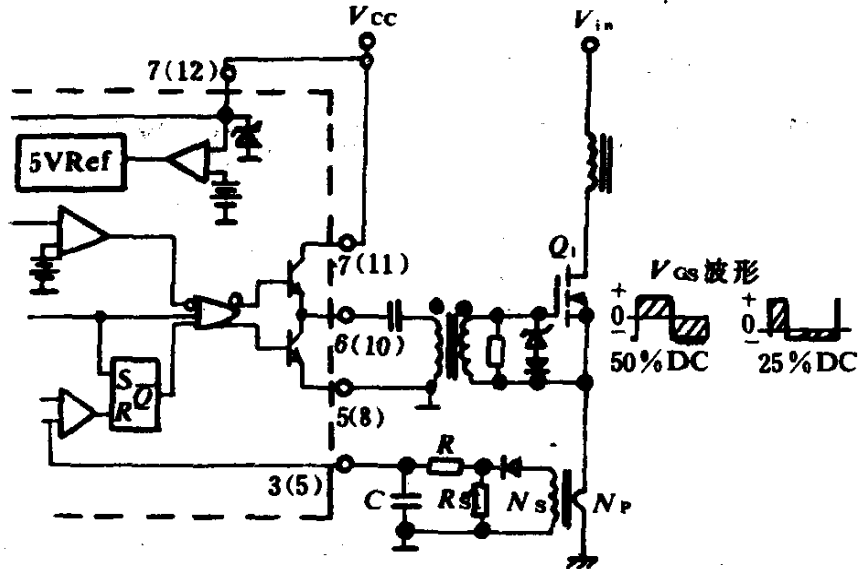 VCC
Vin
7(12)
5VRef
7(11)
Q1
VGS波形
+
0
−
+
0
−
6(10)
50%DC
25%DC
S
R
Q̅
5(8)
3(5)
R
C
RS
NS
NP